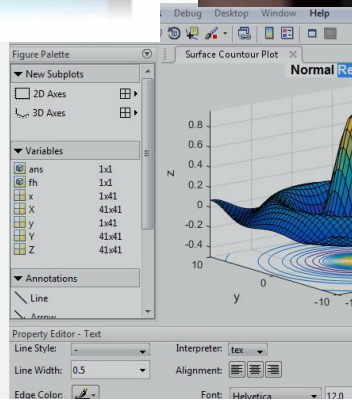 Debug Desktop Window Help
Figure Palette
Surface Countour Plot
New Subplots
2D Axes
3D Axes
Variables
ans 1x1
fh 1x1
x 1x41
X 41x41
y 1x41
Y 41x41
Z 41x41
Annotations
Line
Arrow
Normal
0.8
0.6
0.4
0.2
0
-0.2
-0.4
z
10
0
-10
y
Property Editor - Text
Line Style: -
Interpreter: tex
Line Width: 0.5
Alignment:
Edge Color:
Font: Helvetica 12.0